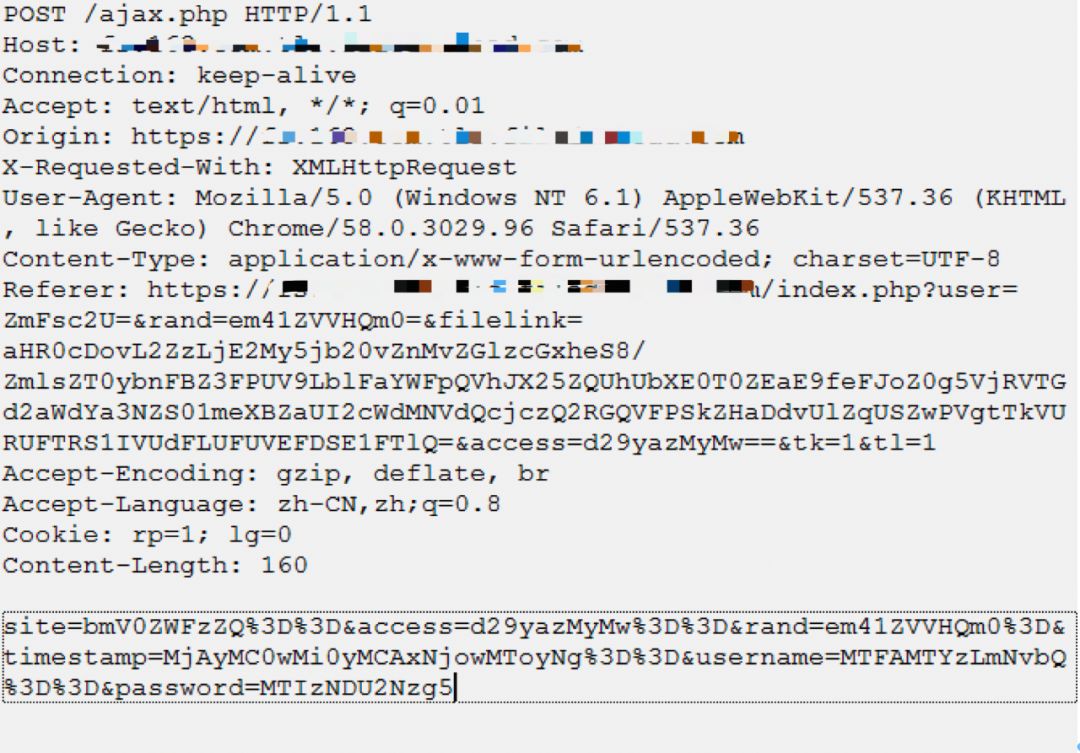 POST /ajax.php HTTP/1.1
Host:
Connection: keep-alive
Accept: text/html, */*; q=0.01
Origin: https://
X-Requested-With: XMLHttpRequest
User-Agent: Mozilla/5.0 (Windows NT 6.1) AppleWebKit/537.36 (KHTML
, like Gecko) Chrome/58.0.3029.96 Safari/537.36
Content-Type: application/x-www-form-urlencoded; charset=UTF-8
Referer: https:// /index.php?user=
ZmFsc2U=&rand=em41ZVVHQm0=&filelink=
aHR0cDovL2ZzLjE2My5jb20vZnMvZGlzcGxheS8/
ZmlsZT0ybnFBZ3FPUV9LblFaYWFpQVhJX25ZQUhUbXE0T0ZEaE9feFJoZ0g5VjRVTG
d2aWdYa3NZS01meXBZaUI2cWdMNVdQcjczQ2RGQVFPSkZHaDdvUlZqUSZwPVgtTkVU
RUFTRS1IVUdFLUFUVEFDSE1FTlQ=&access=d29yazMyMw==&tk=1&tl=1
Accept-Encoding: gzip, deflate, br
Accept-Language: zh-CN,zh;q=0.8
Cookie: rp=1; lg=0
Content-Length: 160
site=bmV0ZWFzZQ%3D%3D&access=d29yazMyMw%3D%3D&rand=em41ZVVHQm0%3D&
timestamp=MjAyMC0wMi0yMCAxNjowMToyNg%3D%3D&username=MTFAMTYzLmNvbQ
%3D%3D&password=MTIzNDU2Nzg5